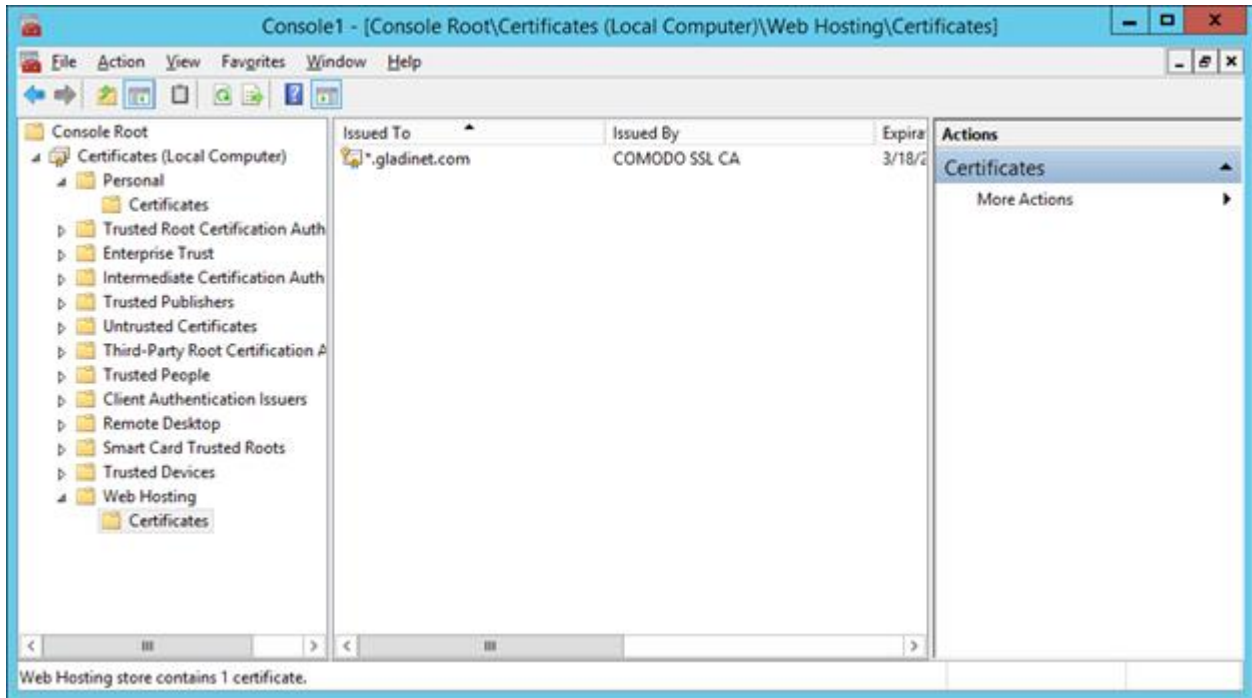 Console1 - [Console Root\Certificates (Local Computer)\Web Hosting\Certificates]
File Action View Favorites Window Help
Console Root
Certificates (Local Computer)
Personal
Certificates
Trusted Root Certification Auth
Enterprise Trust
Intermediate Certification Auth
Trusted Publishers
Untrusted Certificates
Third-Party Root Certification A
Trusted People
Client Authentication Issuers
Remote Desktop
Smart Card Trusted Roots
Trusted Devices
Web Hosting
Certificates
Issued To Issued By Expira
*.gladinet.com COMODO SSL CA 3/18/2
Actions
Certificates
More Actions
Web Hosting store contains 1 certificate.